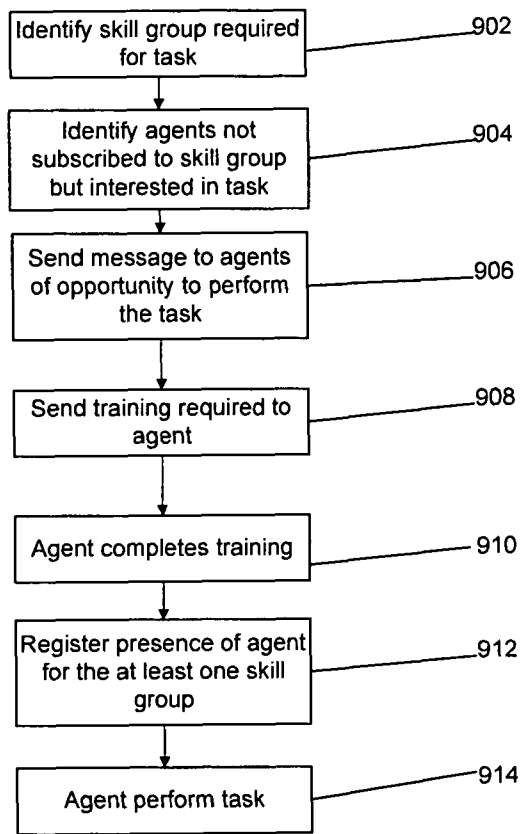 Identify skill group required
for task
902
Identify agents not
subscribed to skill group
but interested in task
904
Send message to agents
of opportunity to perform
the task
906
Send training required to
agent
908
Agent completes training
910
Register presence of agent
for the at least one skill
group
912
Agent perform task
914